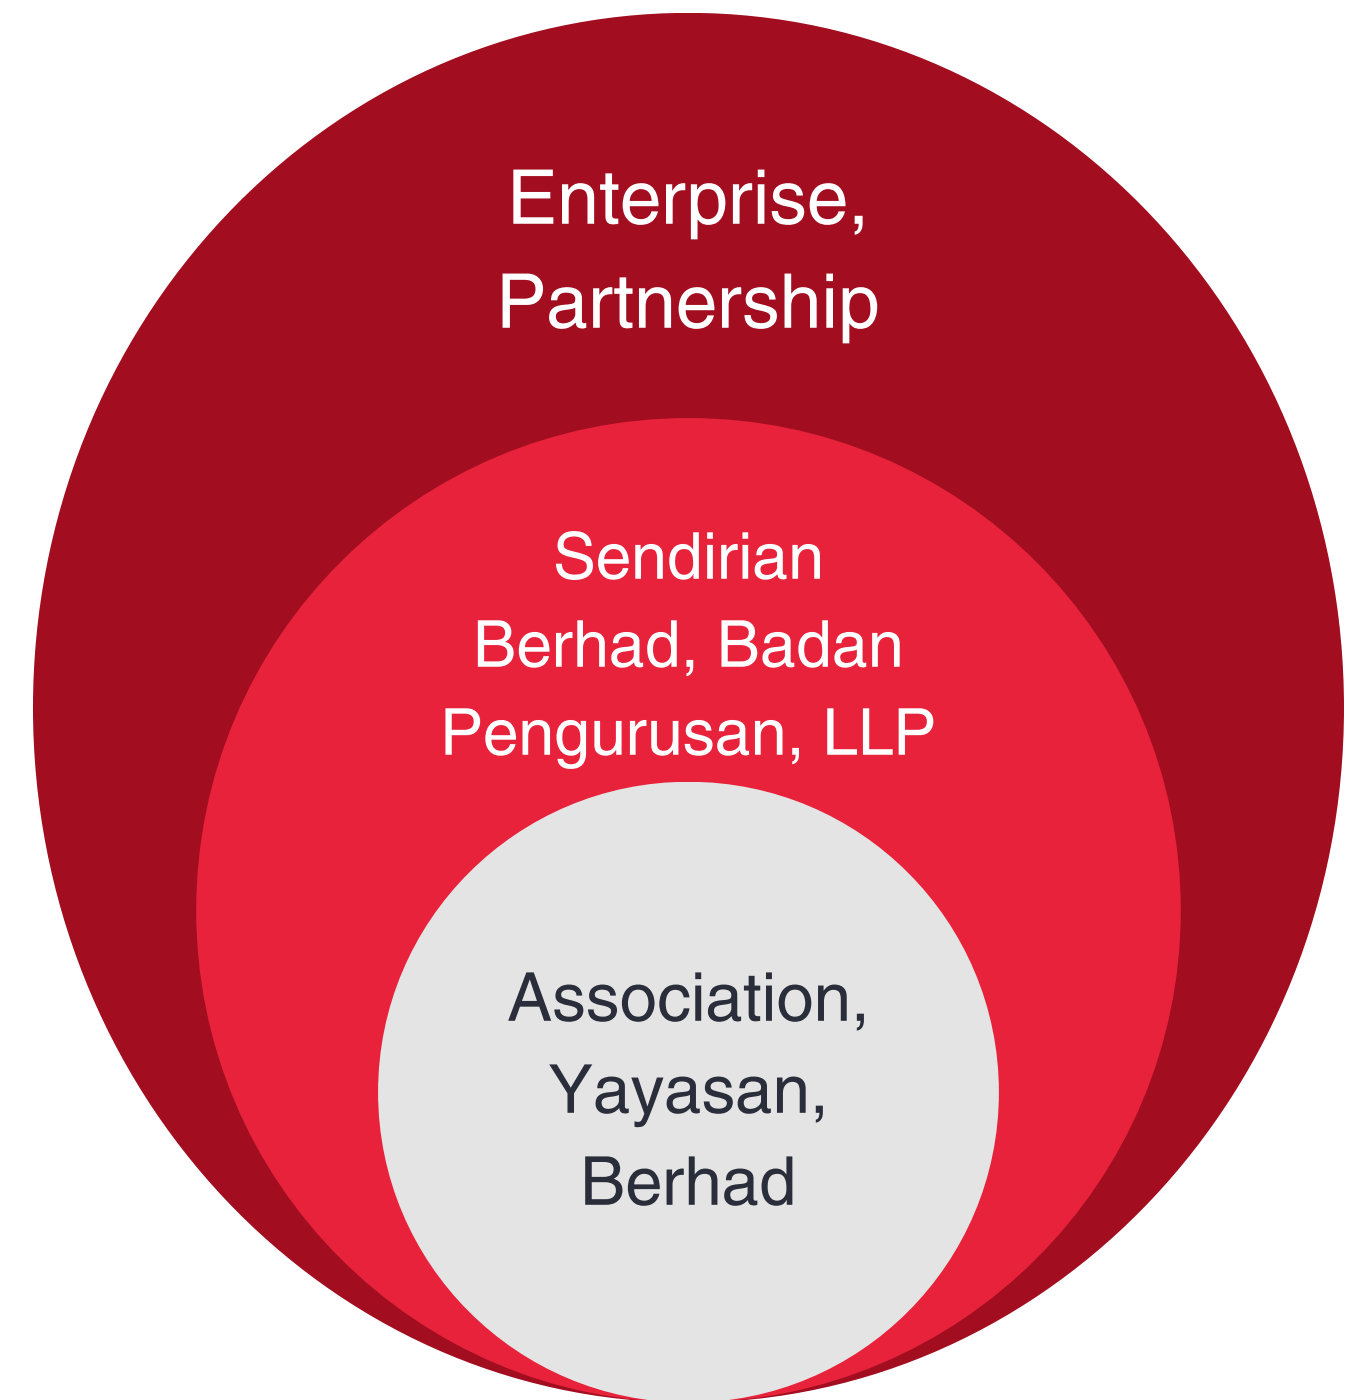 Enterprise,
Partnership
Sendirian
Berhad, Badan
Pengurusan, LLP
Association,
Yayasan,
Berhad